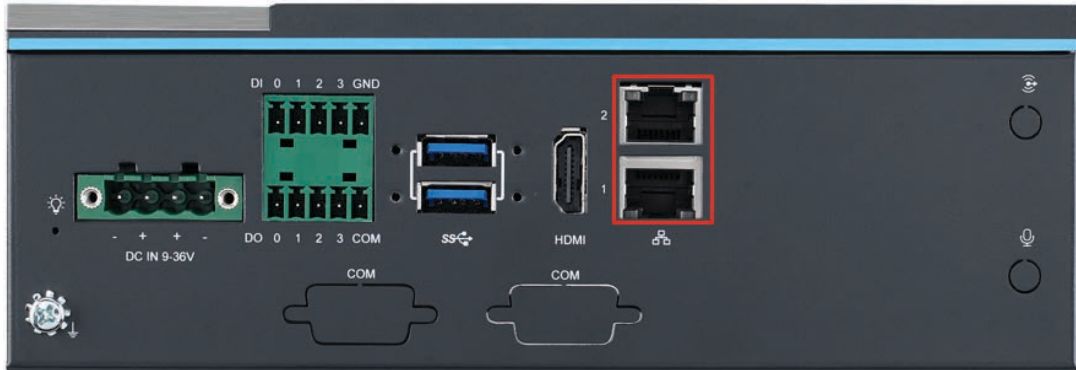 DI 0 1 2 3 GND
2
1
- + + -
DC IN 9-36V
DO 0 1 2 3 COM
SS
HDMI
COM
COM